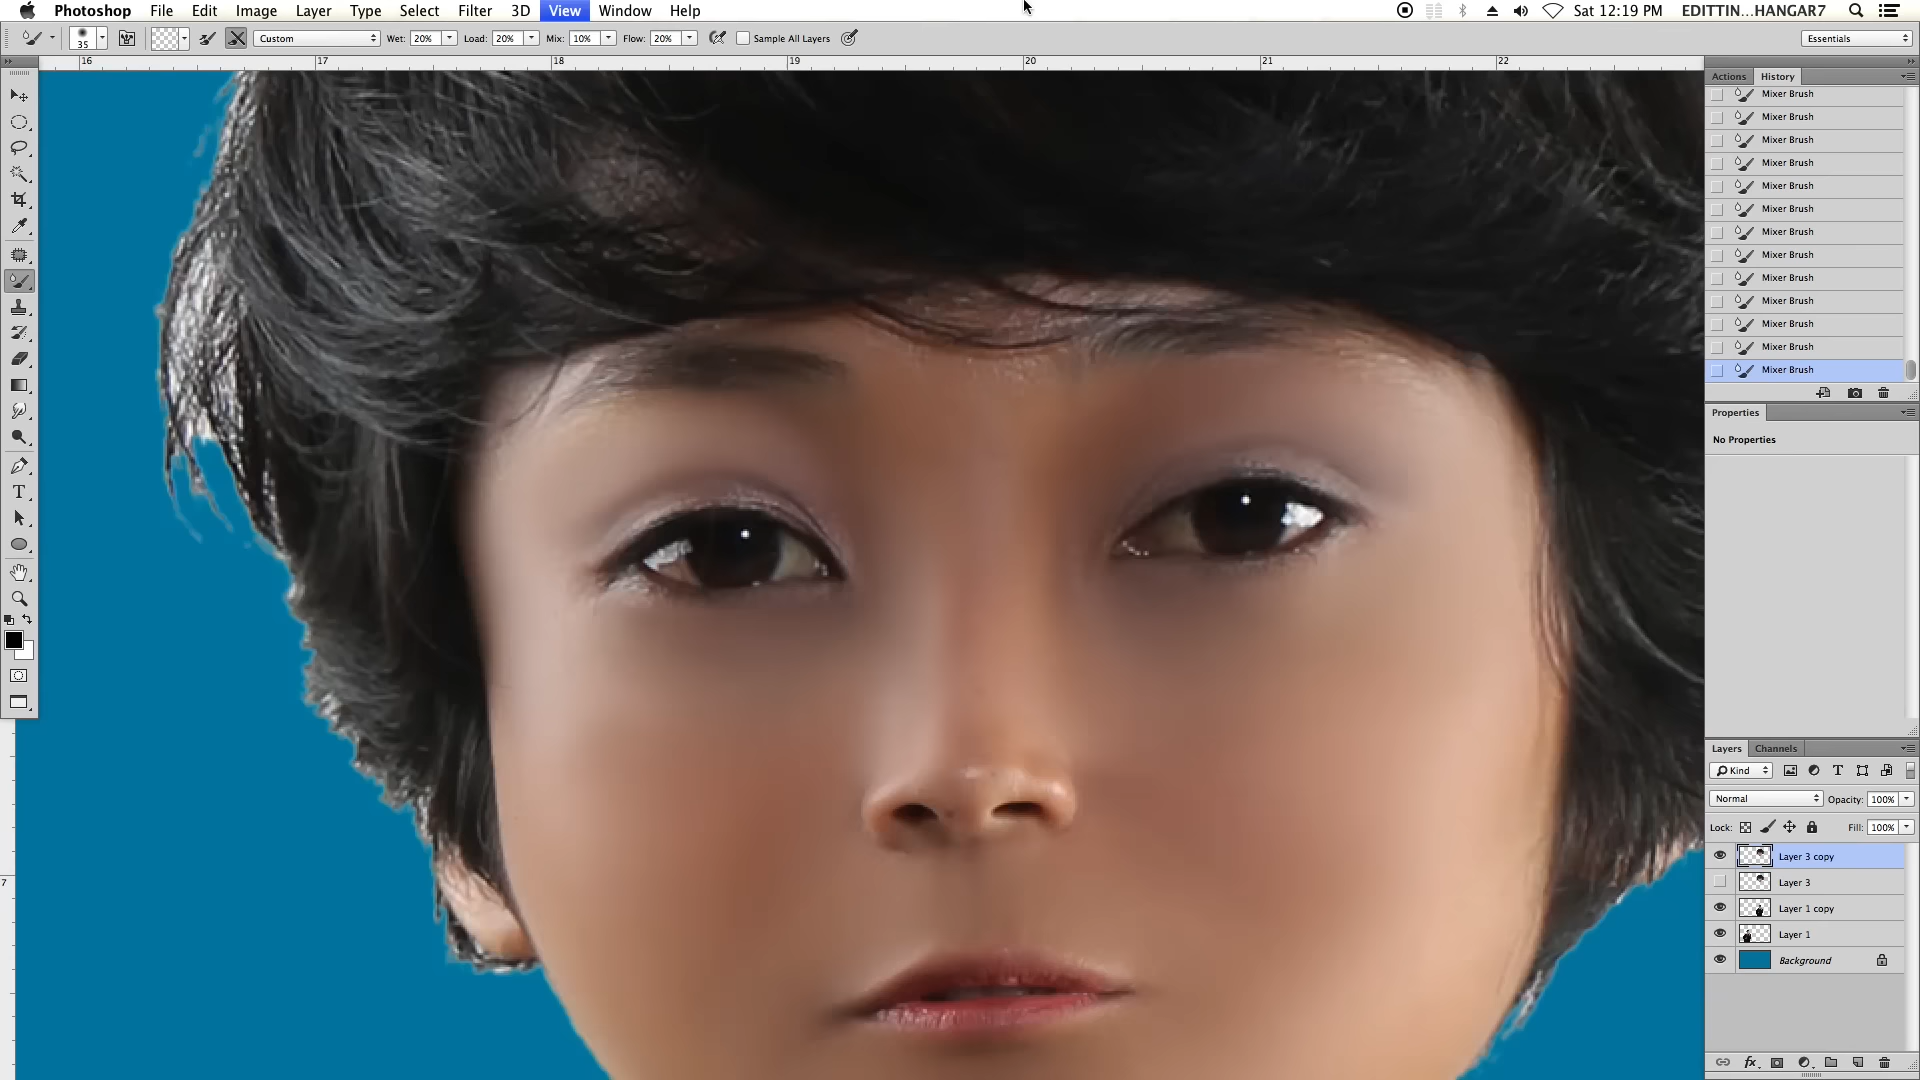 Photoshop File Edit Image Layer Type Select Filter 3D View Window Help Sat 12:19 PM EDITTIN...HANGAR7
35 Custom Wet: 20% Load: 20% Mix: 10% Flow: 20% Sample All Layers Essentials
16 17 18 19 20 21 22
7
Actions History
Mixer Brush
Mixer Brush
Mixer Brush
Mixer Brush
Mixer Brush
Mixer Brush
Mixer Brush
Mixer Brush
Mixer Brush
Mixer Brush
Mixer Brush
Mixer Brush
Mixer Brush
Properties
No Properties
Layers Channels
Kind
Normal Opacity: 100%
Lock: Fill: 100%
Layer 3 copy
Layer 3
Layer 1 copy
Layer 1
Background